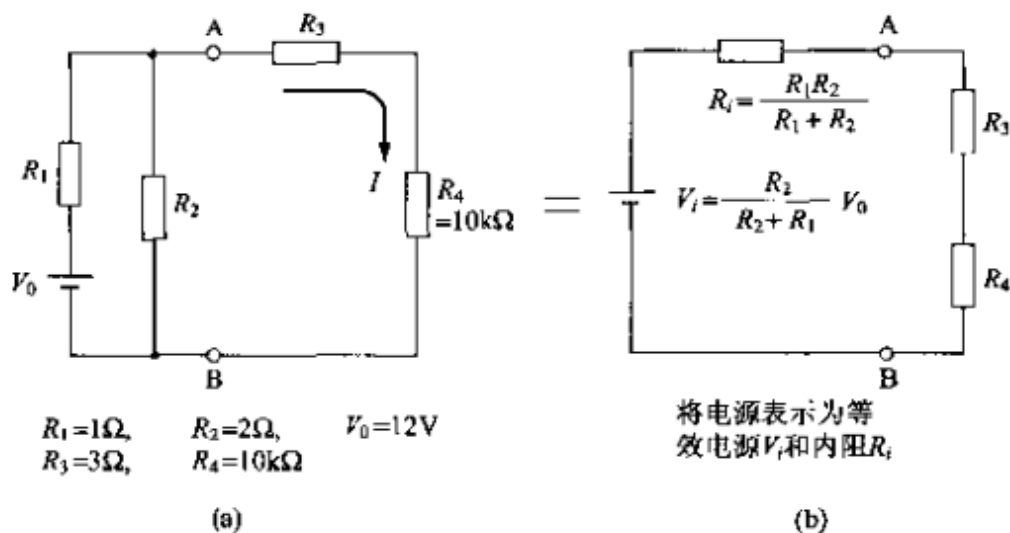 A
R₃
R₁
R₂
I
R₄
=10kΩ
V₀
B
R₁=1Ω, R₂=2Ω, V₀=12V
R₃=3Ω, R₄=10kΩ
(a)
=
A
Rᵢ= R₁R₂ / R₁ + R₂
R₃
Vᵢ= R₂ / R₂+ R₁ V₀
R₄
B
将电源表示为等
效电源Vᵢ和内阻Rᵢ
(b)